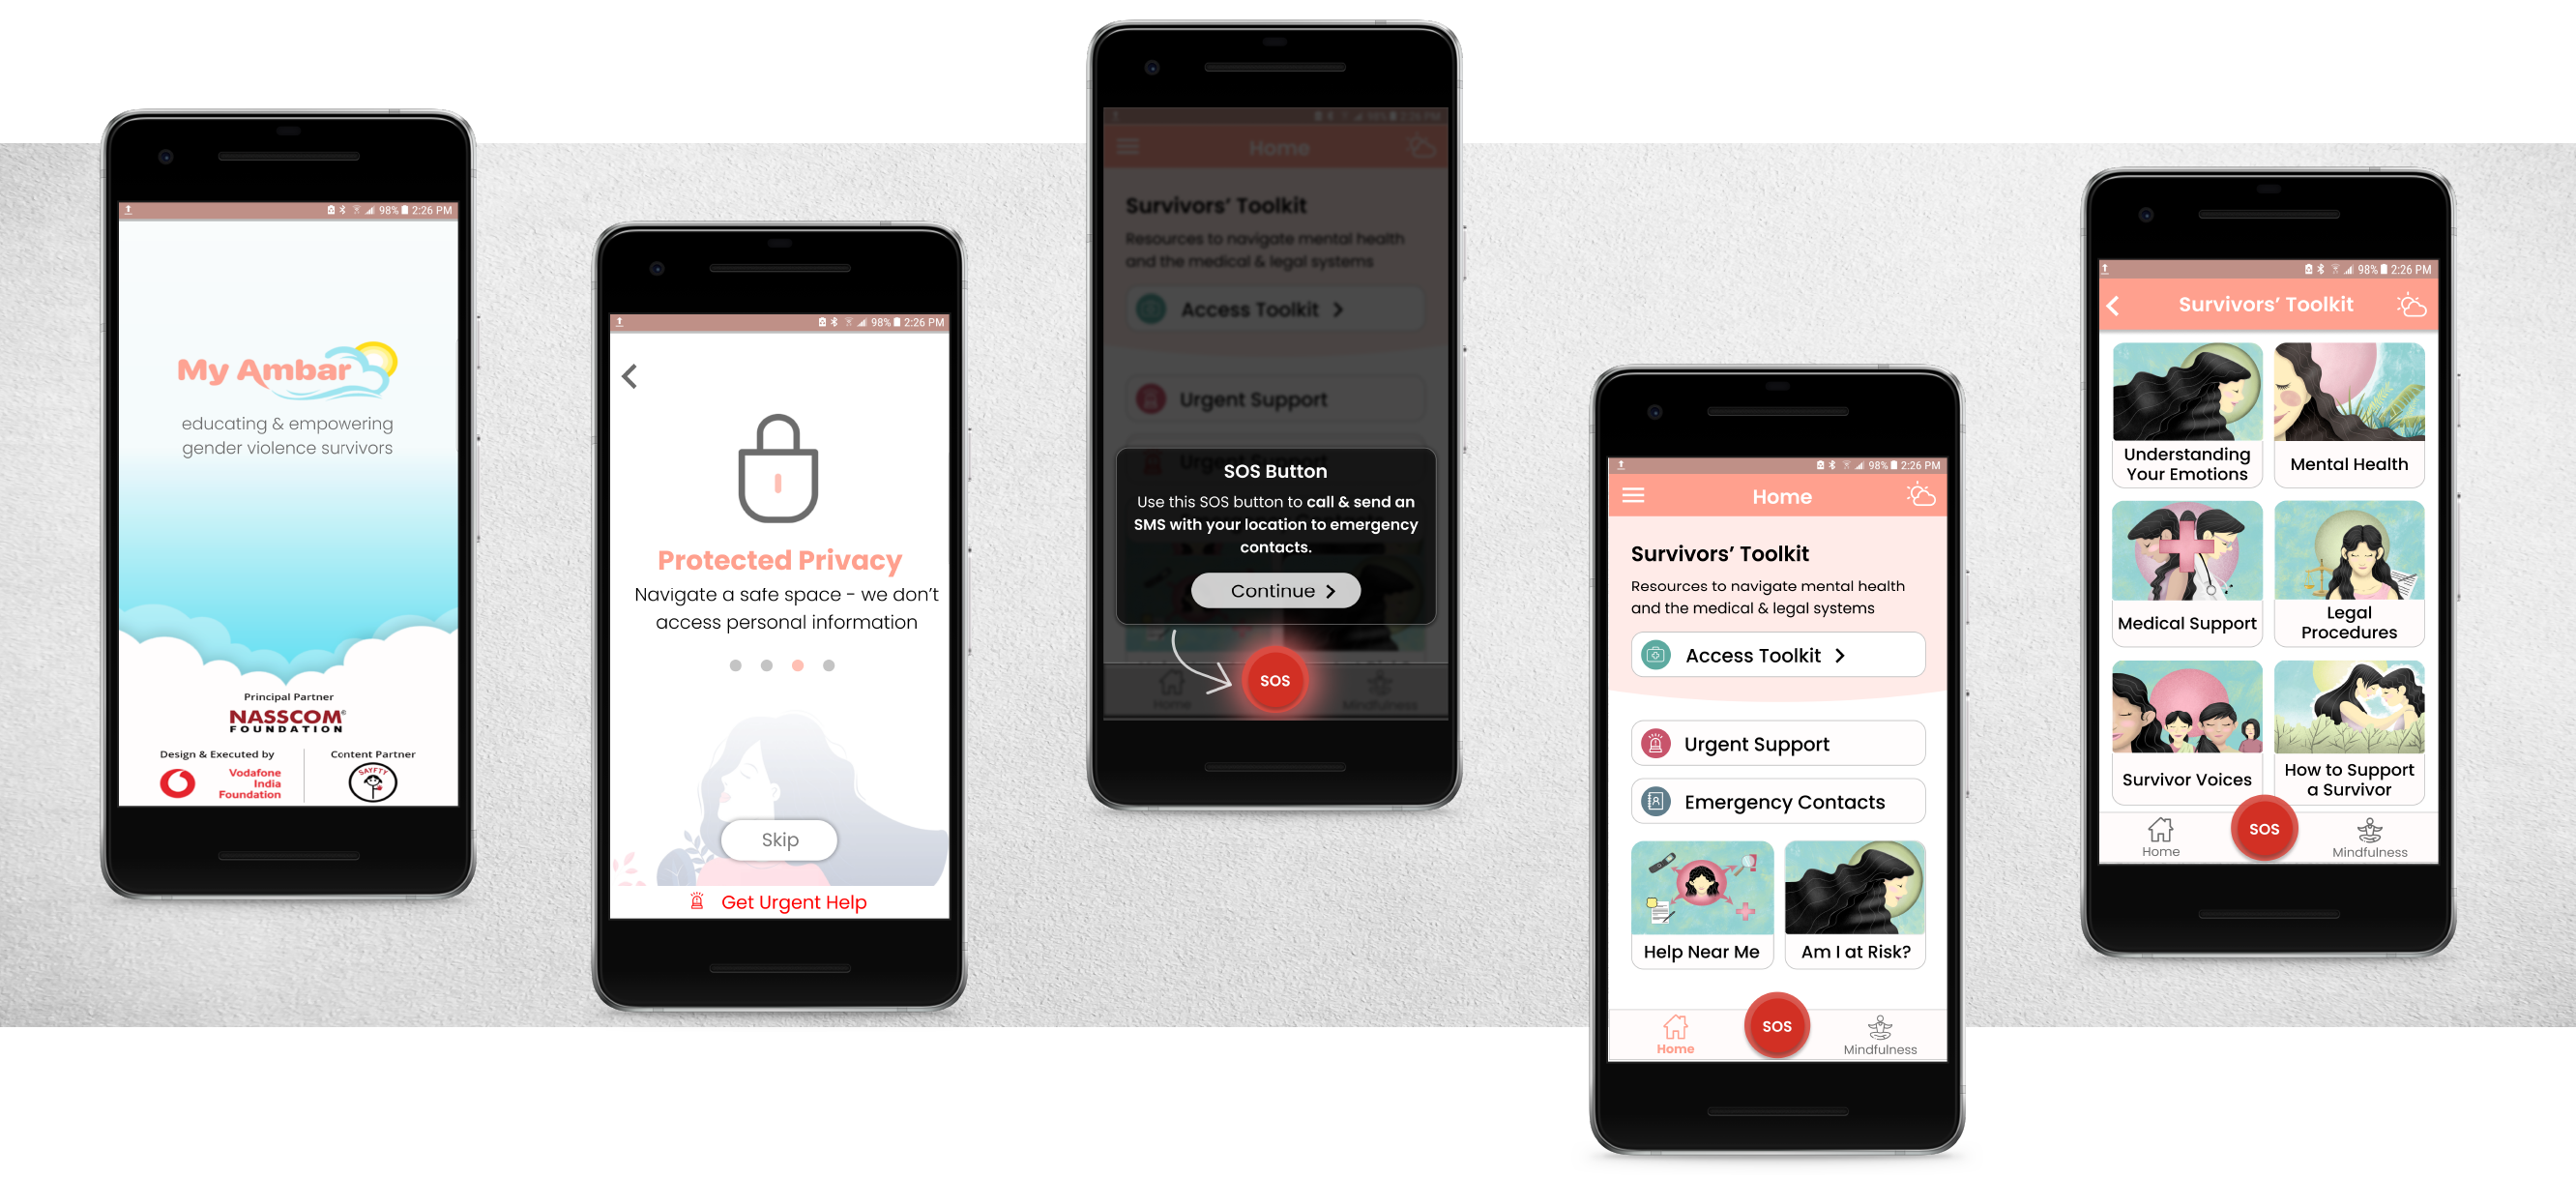 98% 2:26 PM
My Ambar
educating & empowering
gender violence survivors
Principal Partner
NASSCOM®
FOUNDATION
Design & Executed by
Vodafone
India
Foundation
Content Partner
SAYFTY
98% 2:26 PM
Protected Privacy
Navigate a safe space - we don't
access personal information
Skip
Get Urgent Help
98% 2:26 PM
Home
Survivors' Toolkit
Resources to navigate mental health
and the medical & legal systems
Access Toolkit
Urgent Support
Urgent Support
SOS Button
Use this SOS button to call & send an
SMS with your location to emergency
contacts.
Continue
Home
SOS
Mindfulness
98% 2:26 PM
Home
Survivors' Toolkit
Resources to navigate mental health
and the medical & legal systems
Access Toolkit
Urgent Support
Emergency Contacts
Help Near Me
Am I at Risk?
Home
SOS
Mindfulness
98% 2:26 PM
Survivors' Toolkit
Understanding
Your Emotions
Mental Health
Medical Support
Legal
Procedures
Survivor Voices
How to Support
a Survivor
Home
SOS
Mindfulness